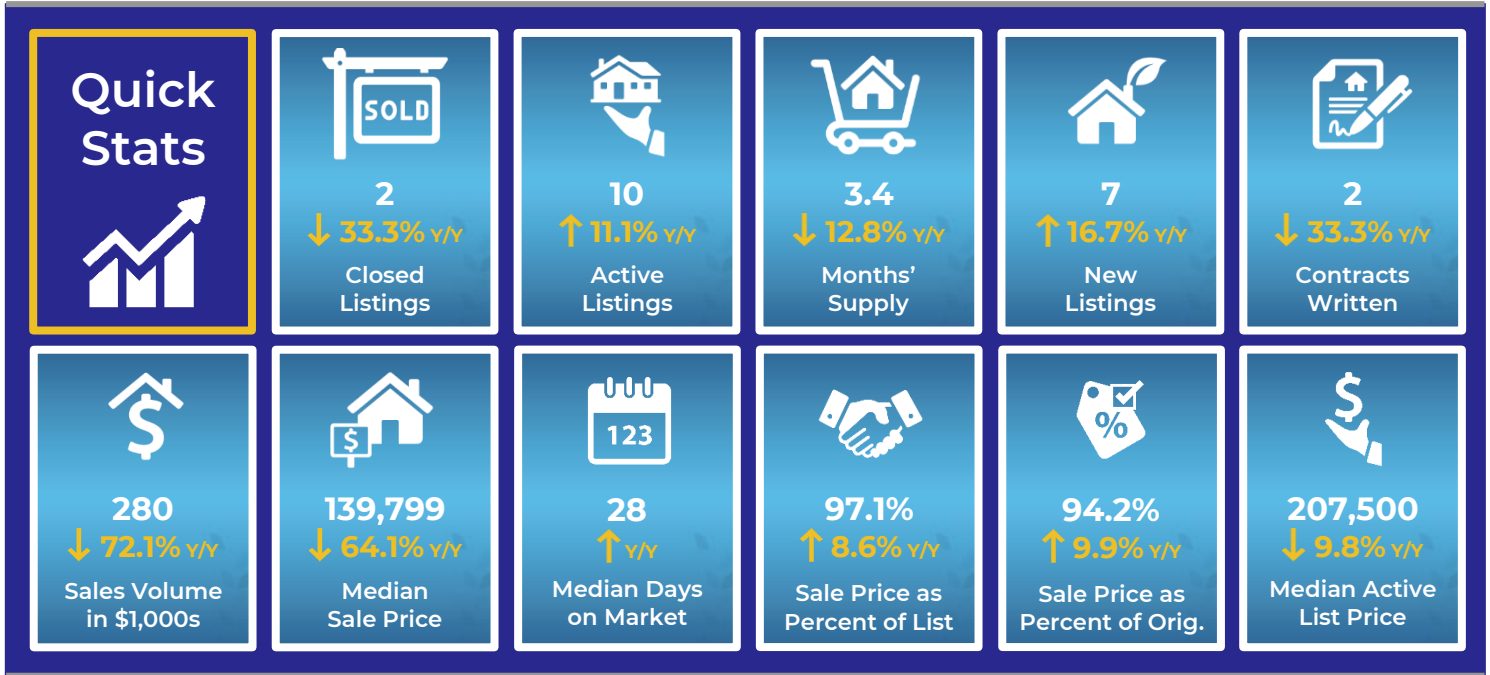 Quick
Stats
SOLD
2
↓ 33.3% Y/Y
Closed
Listings
10
↑ 11.1% Y/Y
Active
Listings
3.4
↓ 12.8% Y/Y
Months’
Supply
7
↑ 16.7% Y/Y
New
Listings
2
↓ 33.3% Y/Y
Contracts
Written
$
280
↓ 72.1% Y/Y
Sales Volume
in $1,000s
$
139,799
↓ 64.1% Y/Y
Median
Sale Price
123
28
↑ Y/Y
Median Days
on Market
97.1%
↑ 8.6% Y/Y
Sale Price as
Percent of List
%
94.2%
↑ 9.9% Y/Y
Sale Price as
Percent of Orig.
$
207,500
↓ 9.8% Y/Y
Median Active
List Price